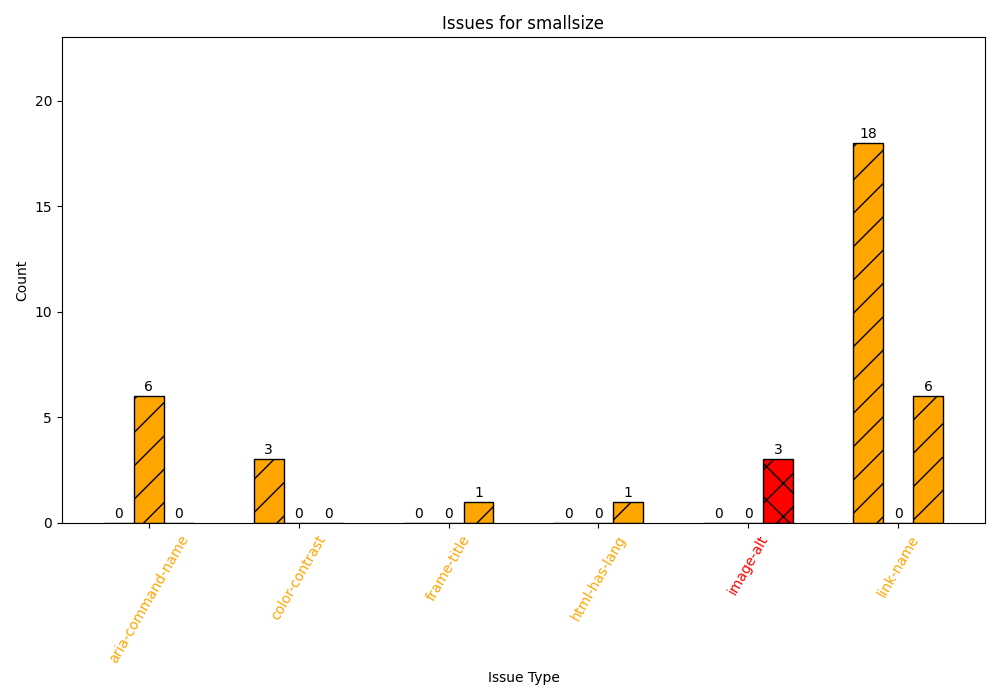 Issues for smallsize
Count
20
15
10
5
0
0 6 0
3 0 0
0 0 1
0 0 1
0 0 3
18 0 6
aria-command-name
color-contrast
frame-title
html-has-lang
image-alt
link-name
Issue Type